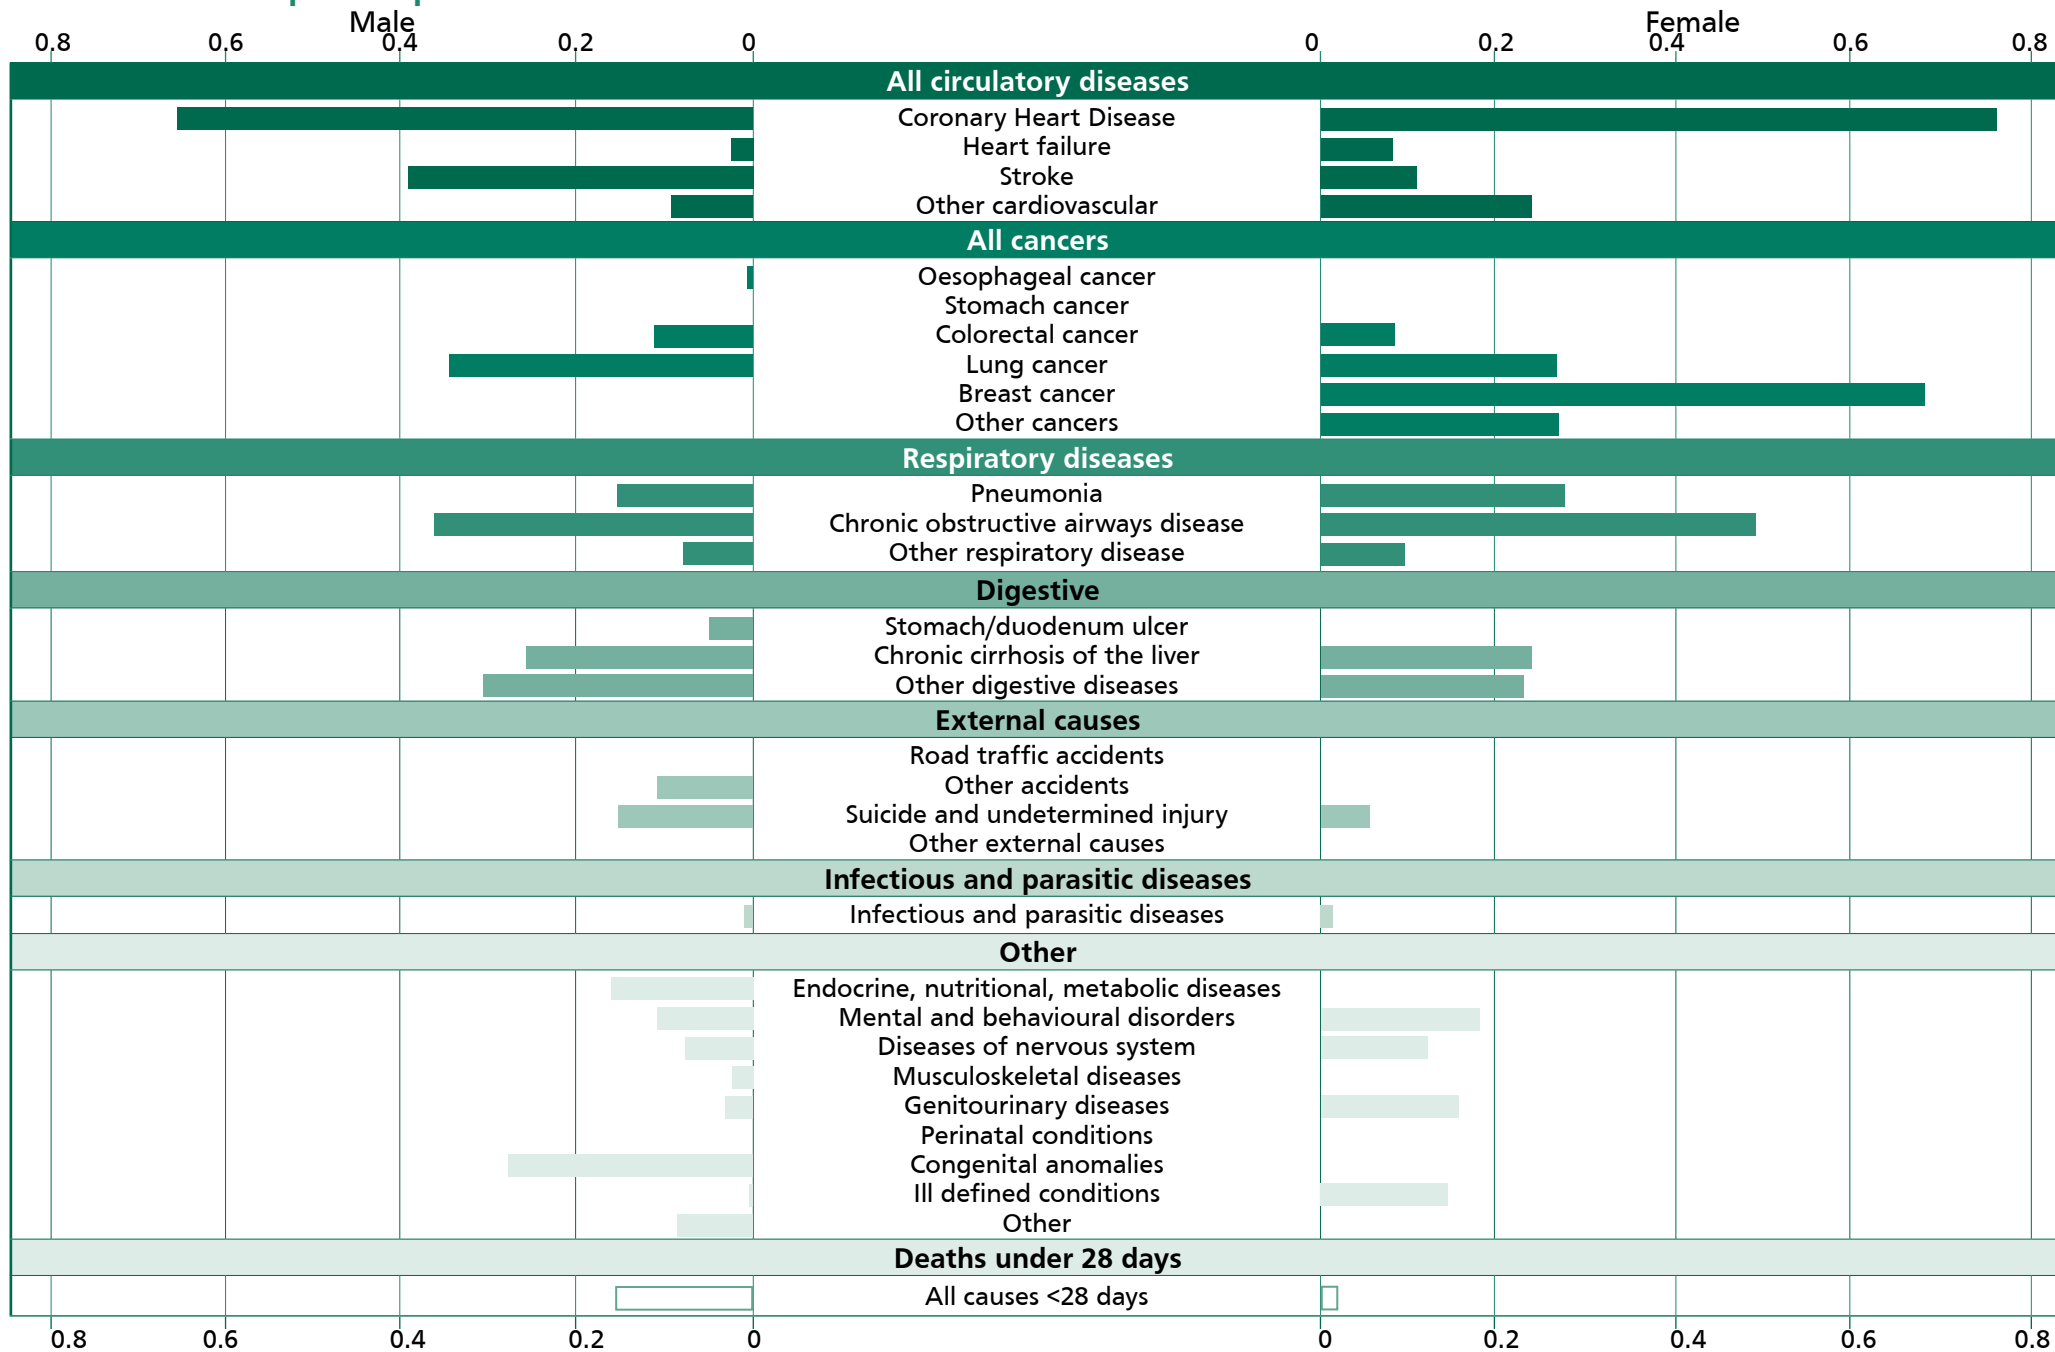 Male Female
0.8 0.6 0.4 0.2 0 0 0.2 0.4 0.6 0.8
All circulatory diseases
Coronary Heart Disease
Heart failure
Stroke
Other cardiovascular
All cancers
Oesophageal cancer
Stomach cancer
Colorectal cancer
Lung cancer
Breast cancer
Other cancers
Respiratory diseases
Pneumonia
Chronic obstructive airways disease
Other respiratory disease
Digestive
Stomach/duodenum ulcer
Chronic cirrhosis of the liver
Other digestive diseases
External causes
Road traffic accidents
Other accidents
Suicide and undetermined injury
Other external causes
Infectious and parasitic diseases
Infectious and parasitic diseases
Other
Endocrine, nutritional, metabolic diseases
Mental and behavioural disorders
Diseases of nervous system
Musculoskeletal diseases
Genitourinary diseases
Perinatal conditions
Congenital anomalies
Ill defined conditions
Other
Deaths under 28 days
All causes <28 days
0.8 0.6 0.4 0.2 0 0 0.2 0.4 0.6 0.8